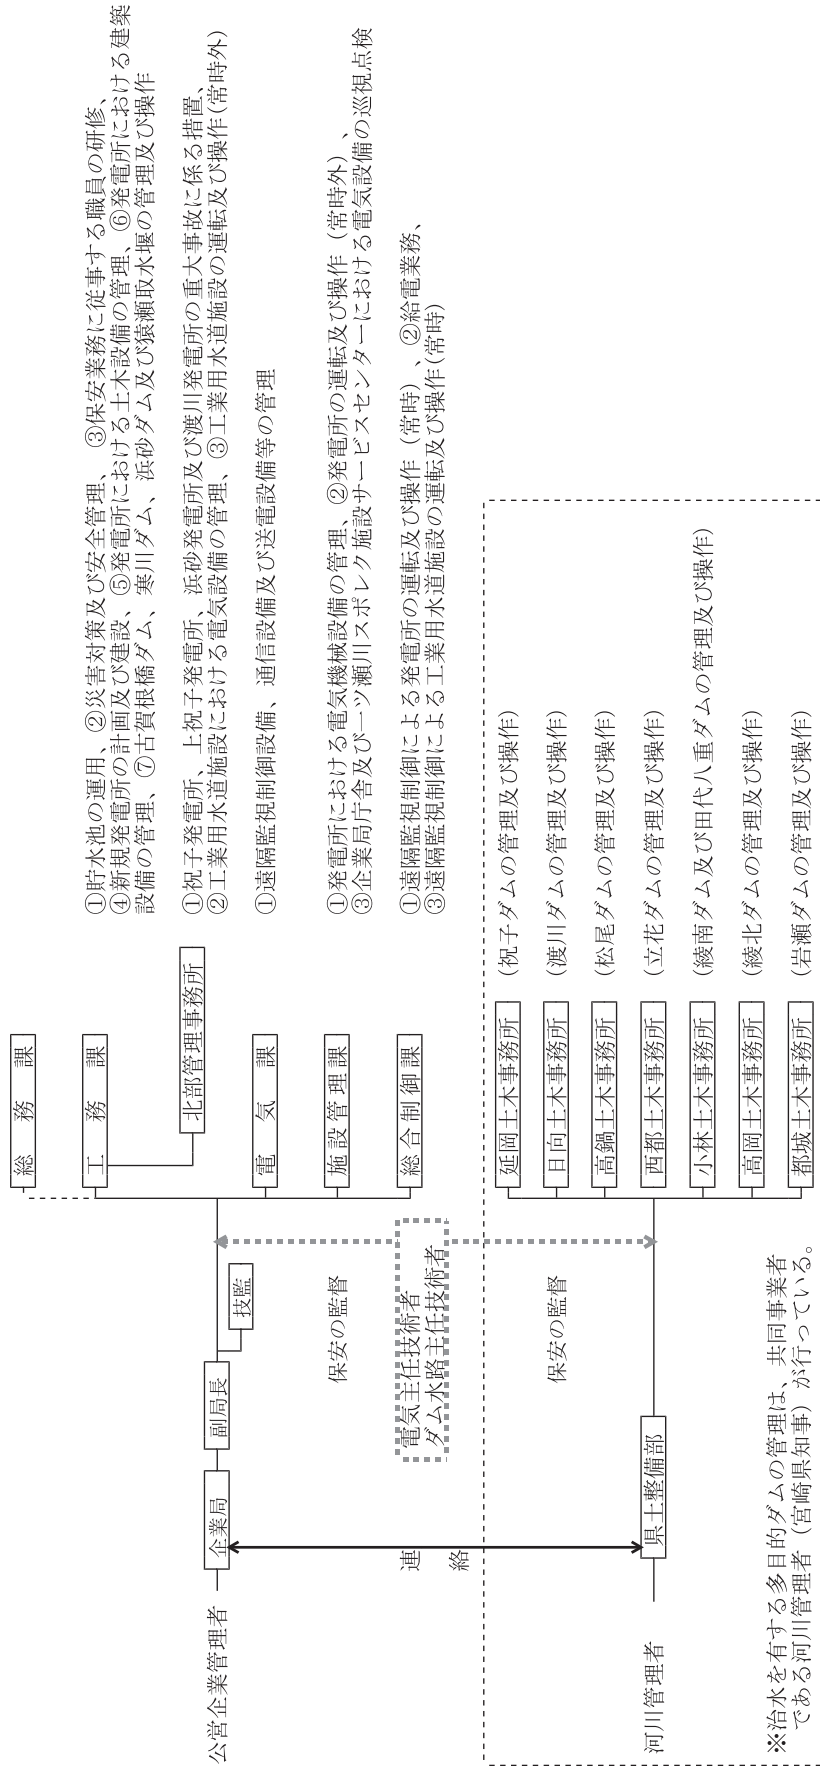 総務課
工務課
①貯水池の運用、②災害対策及び安全管理、③保安業務に従事する職員の研修、
④新規発電所の計画及び建設、⑤発電所における土木設備の管理、⑥発電所における建築
設備の管理、⑦古賀根橋ダム、寒川ダム、浜砂ダム及び猿瀬取水堰の管理及び操作
北部管理事務所
①祝子発電所、上祝子発電所、浜砂発電所及び渡川発電所の重大事故に係る措置、
②工業用水道施設における電気設備の管理、③工業用水道施設の運転及び操作(常時外)
公営企業管理者
企業局
副局長
技監
電気課
①遠隔監視制御設備、通信設備及び送電設備等の管理
施設管理課
①発電所における電気機械設備の管理、②発電所の運転及び操作(常時外)、
③企業局庁舎及び一ツ瀬川スポレク施設サービスセンターにおける電気設備の巡視点検
保安の監督
総合制御課
①遠隔監視制御による発電所の運転及び操作(常時)、②給電業務、
③遠隔監視制御による工業用水道施設の運転及び操作(常時)
電気主任技術者
ダム水路主任技術者
連絡
保安の監督
延岡土木事務所 (祝子ダムの管理及び操作)
日向土木事務所 (渡川ダムの管理及び操作)
高鍋土木事務所 (松尾ダムの管理及び操作)
河川管理者
県土整備部
西都土木事務所 (立花ダムの管理及び操作)
小林土木事務所 (綾南ダム及び田代八重ダムの管理及び操作)
高岡土木事務所 (綾北ダムの管理及び操作)
都城土木事務所 (岩瀬ダムの管理及び操作)
※治水を有する多目的ダムの管理は、共同事業者
である河川管理者(宮崎県知事)が行っている。